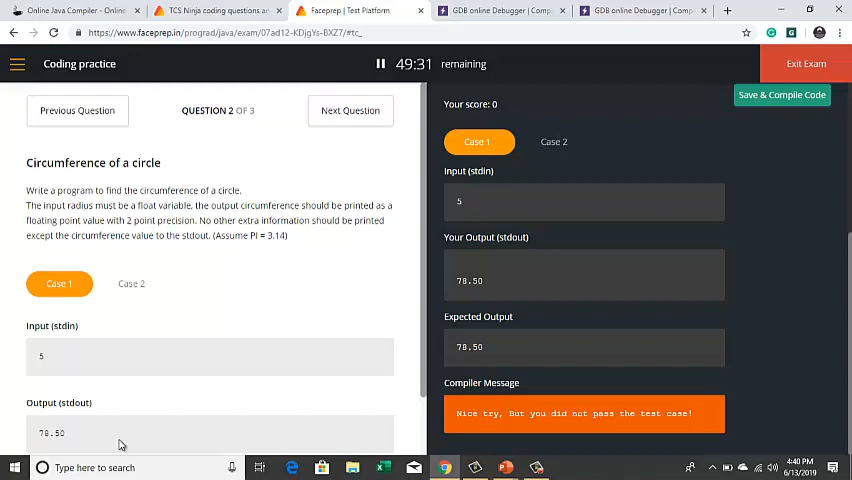 Online Java Compiler - Online
TCS Ninja coding questions an
Faceprep | Test Platform
GDB online Debugger | Comp
GDB online Debugger | Comp
https://www.faceprep.in/prograd/java/exam/07ad12-KDjgYs-BXZ7/#tc_
Coding practice
49:31 remaining
Exit Exam
Previous Question
QUESTION 2 OF 3
Next Question
Circumference of a circle
Write a program to find the circumference of a circle.
The input radius must be a float variable, the output circumference should be printed as a
floating point value with 2 point precision. No other extra information should be printed
except the circumference value to the stdout. (Assume PI = 3.14)
Case 1
Case 2
Input (stdin)
5
Output (stdout)
78.50
Your score: 0
Save & Compile Code
Case 1
Case 2
Input (stdin)
5
Your Output (stdout)
78.50
Expected Output
78.50
Compiler Message
Nice try, But you did not pass the test case!
Type here to search
4:40 PM
6/13/2019